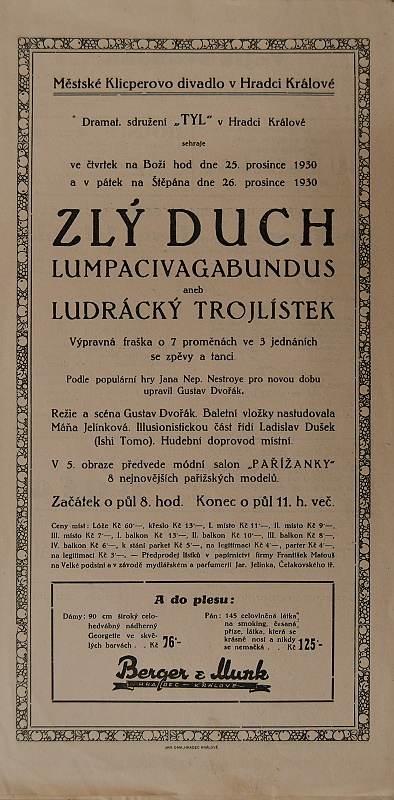 Městské Klicperovo divadlo v Hradci Králové
Dramat. sdružení „TYL" v Hradci Králové
sehraje
ve čtvrtek na Boží hod dne 25. prosince 1930
a v pátek na Štěpána dne 26. prosince 1930
ZLÝ DUCH
LUMPACIVAGABUNDUS
aneb
LUDRÁCKÝ TROJLÍSTEK
Výpravná fraška o 7 proměnách ve 3 jednáních
se zpěvy a tanci.
Podle populární hry Jana Nep. Nestroye pro novou dobu
upravil Gustav Dvořák.
Režie a scéna Gustav Dvořák. Baletní vložky nastudovala
Máňa Jelínková. Illusionistickou část řídí Ladislav Dušek
(Ishi Tomo). Hudební doprovod místní.
V 5. obraze předvede módní salon „PAŘÍŽANKY"
8 nejnovějších pařížských modelů.
Začátek o půl 8. hod. Konec o půl 11. h. več.
Ceny míst: Lóže Kč 60'—, křeslo Kč 13'—, I. místo Kč 11'—, II. místo Kč 9'—,
III. místo Kč 7'—, I. balkon Kč 13'—, II. balkon Kč 10'—, III. balkon Kč 8'—,
IV. balkon Kč 6'—, k stání parket Kč 5'—, na legitimaci Kč 4'—, parter Kč 4'—,
na legitimaci Kč 3'—. — Předprodej lístků v papírnictví firmy František Matouš
na Velké podsíni a v závodě mydlářském a parfumerii Jar. Jelínka, Čelakovského tř.
A do plesu:
Dámy: 90 cm široký celo-
hedvábný nádherný
Georgette ve skvě-
lých barvách . . Kč 76'-
Pán: 145 celovlněná látka
na smoking, česaná
příze, látka, která se
krásně nosí a nikdy
se nemačká . . Kč 125'-
Berger & Munk
HRADEC - KRÁLOVÉ